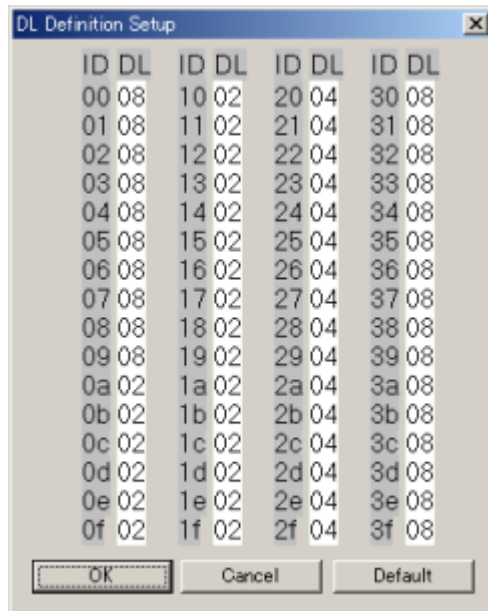 DL Definition Setup
ID DL ID DL ID DL ID DL
00 08 10 02 20 04 30 08
01 08 11 02 21 04 31 08
02 08 12 02 22 04 32 08
03 08 13 02 23 04 33 08
04 08 14 02 24 04 34 08
05 08 15 02 25 04 35 08
06 08 16 02 26 04 36 08
07 08 17 02 27 04 37 08
08 08 18 02 28 04 38 08
09 08 19 02 29 04 39 08
0a 02 1a 02 2a 04 3a 08
0b 02 1b 02 2b 04 3b 08
0c 02 1c 02 2c 04 3c 08
0d 02 1d 02 2d 04 3d 08
0e 02 1e 02 2e 04 3e 08
0f 02 1f 02 2f 04 3f 08
OK Cancel Default